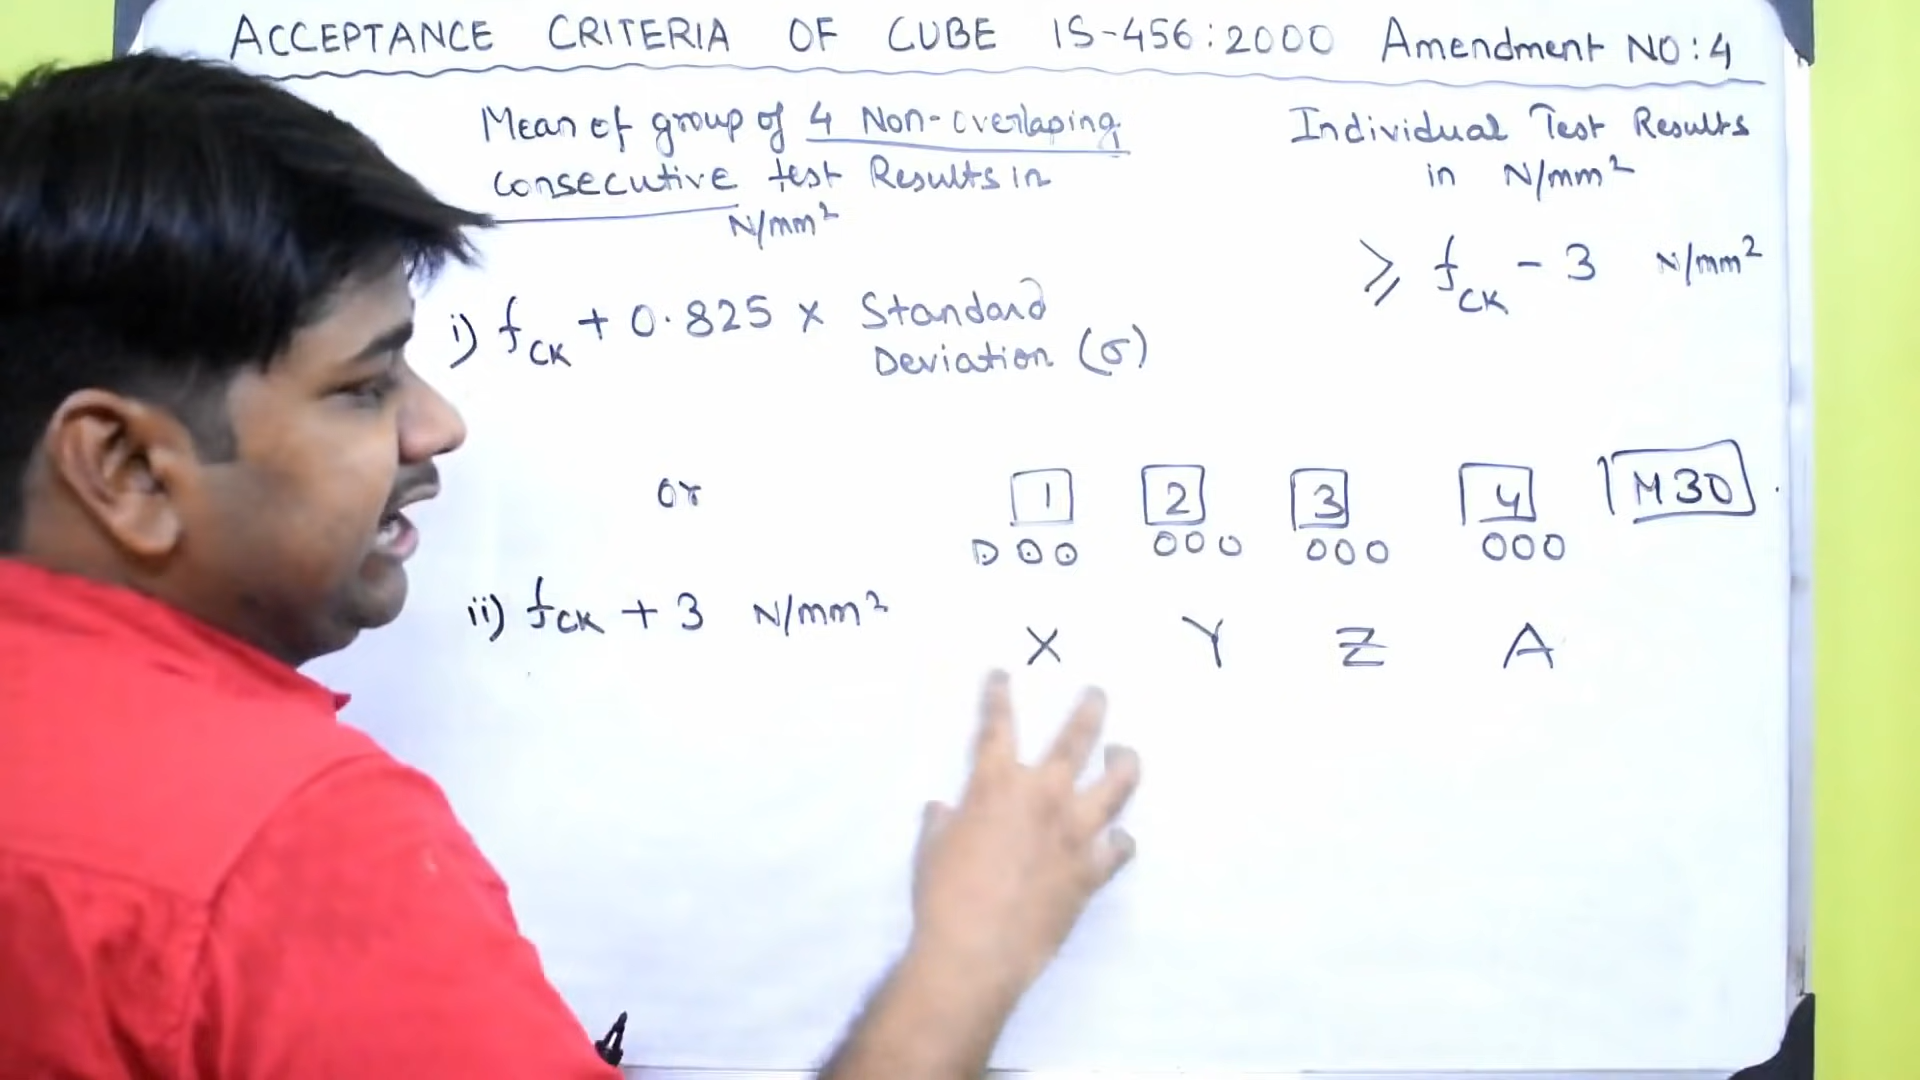 ACCEPTANCE CRITERIA OF CUBE IS-456:2000 Amendment NO:4
Mean of group of 4 Non-overlaping
consecutive test Results in
N/mm²
i) fCK + 0.825 × Standard
Deviation (σ)
or
ii) fCK + 3 N/mm²
Individual Test Results
in N/mm²
⩾ fCK - 3 N/mm²
1 2 3 4 M30
X Y Z A